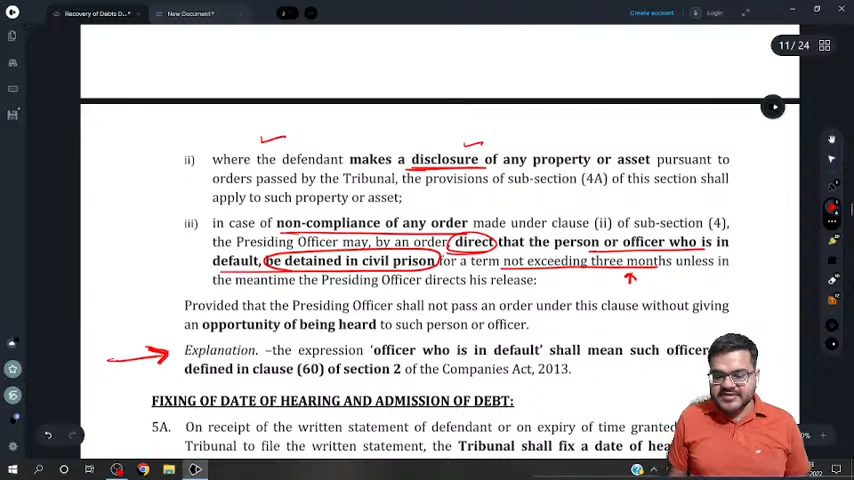 Recovery of Debts D...*
New Document*
2
Create account
Login
11 / 24
ii) where the defendant makes a disclosure of any property or asset pursuant to
orders passed by the Tribunal, the provisions of sub-section (4A) of this section shall
apply to such property or asset;
iii) in case of non-compliance of any order made under clause (ii) of sub-section (4),
the Presiding Officer may, by an order, direct that the person or officer who is in
default, be detained in civil prison for a term not exceeding three months unless in
the meantime the Presiding Officer directs his release:
Provided that the Presiding Officer shall not pass an order under this clause without giving
an opportunity of being heard to such person or officer.
Explanation. –the expression ‘officer who is in default’ shall mean such officer
defined in clause (60) of section 2 of the Companies Act, 2013.
FIXING OF DATE OF HEARING AND ADMISSION OF DEBT:
5A. On receipt of the written statement of defendant or on expiry of time granted
Tribunal to file the written statement, the Tribunal shall fix a date of